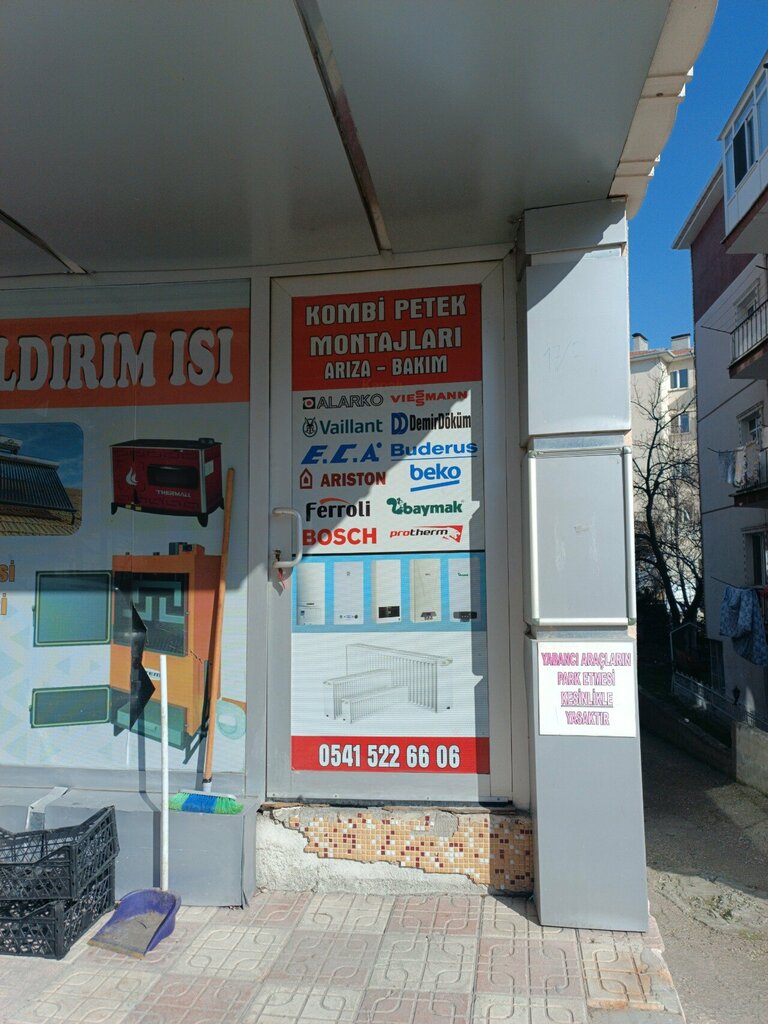 LDIRIM ISI
THERMALL
Sİ
İ
KOMBİ PETEK
MONTAJLARI
ARIZA - BAKIM
ALARKO VIESMANN
Vaillant DemirDöküm
E.C.A Buderus
ARISTON beko
Ferroli baymak
BOSCH protherm
0541 522 66 06
YABANCI ARAÇLARIN
PARK ETMESİ
KESİNLİKLE
YASAKTIR